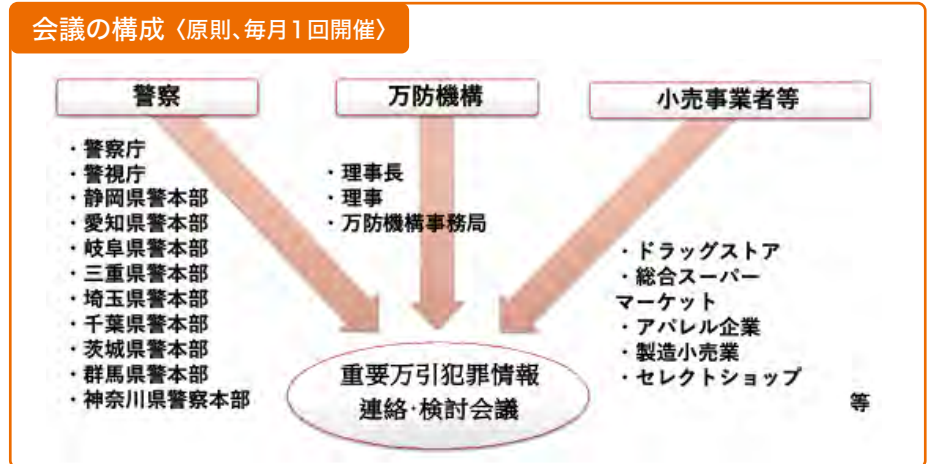 会議の構成〈原則、毎月1回開催〉
警察
・警察庁
・警視庁
・静岡県警本部
・愛知県警本部
・岐阜県警本部
・三重県警本部
・埼玉県警本部
・千葉県警本部
・茨城県警本部
・群馬県警本部
・神奈川県警察本部
万防機構
・理事長
・理事
・万防機構事務局
小売事業者等
・ドラッグストア
・総合スーパー
マーケット
・アパレル企業
・製造小売業
・セレクトショップ
等
重要万引犯罪情報
連絡・検討会議